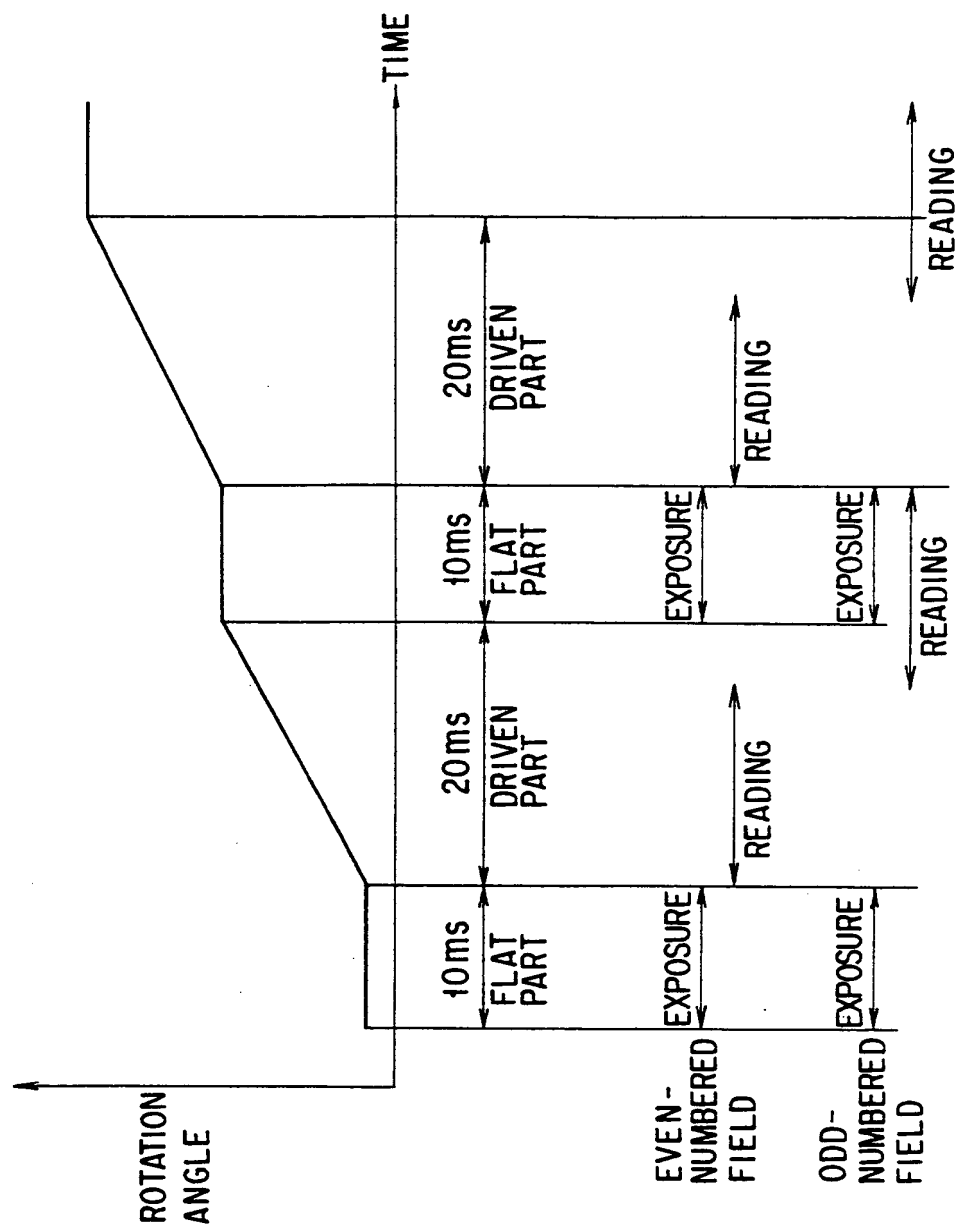 ROTATION
ANGLE
TIME
10ms
FLAT
PART
20ms
DRIVEN
PART
10ms
FLAT
PART
20ms
DRIVEN
PART
EVEN-
NUMBERED
FIELD
EXPOSURE
READING
EXPOSURE
READING
ODD-
NUMBERED
FIELD
EXPOSURE
READING
EXPOSURE
READING